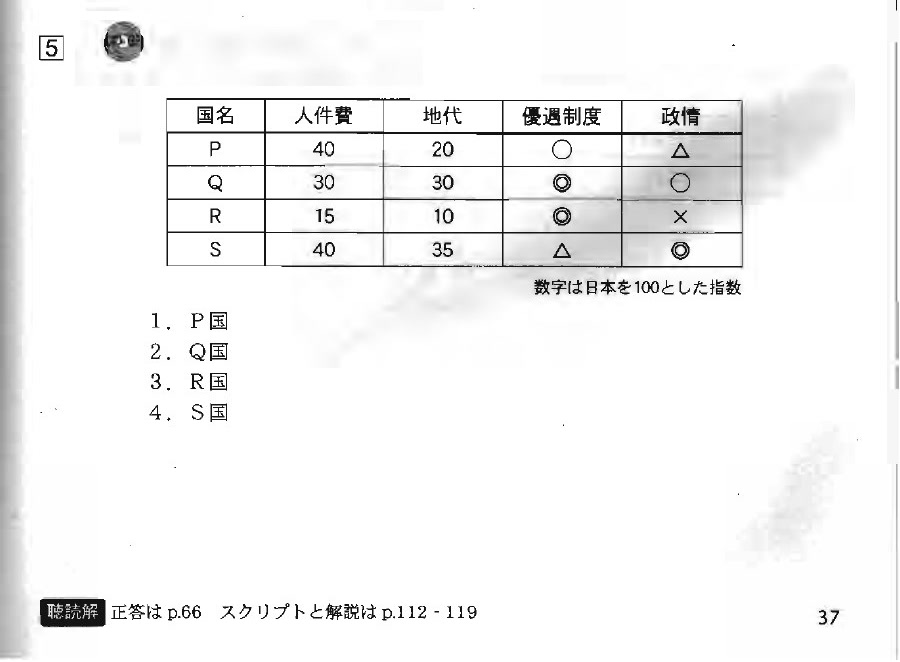 5
国名 人件費 地代 優遇制度 政情
P 40 20 ○ △
Q 30 30 ◎ ○
R 15 10 ◎ ×
S 40 35 △ ◎
数字は日本を100とした指数
1. P国
2. Q国
3. R国
4. S国
聴読解 正答は p.66 スクリプトと解説は p.112 - 119
37